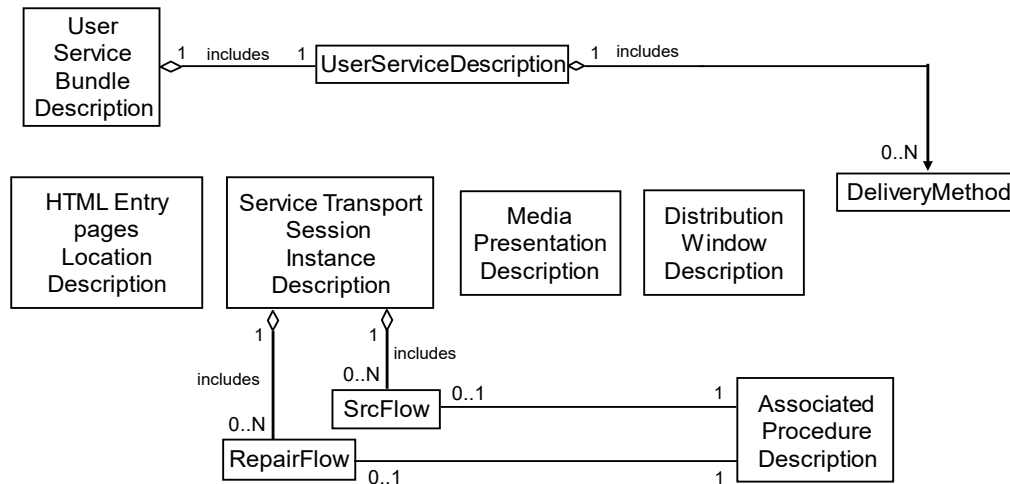 User
Service
Bundle
Description
1
includes
1
UserServiceDescription
1
includes
0..N
DeliveryMethod
HTML Entry
pages
Location
Description
Service Transport
Session
Instance
Description
Media
Presentation
Description
Distribution
Window
Description
1
includes
0..N
RepairFlow
1
includes
0..N
SrcFlow
0..1
1
0..1
1
Associated
Procedure
Description